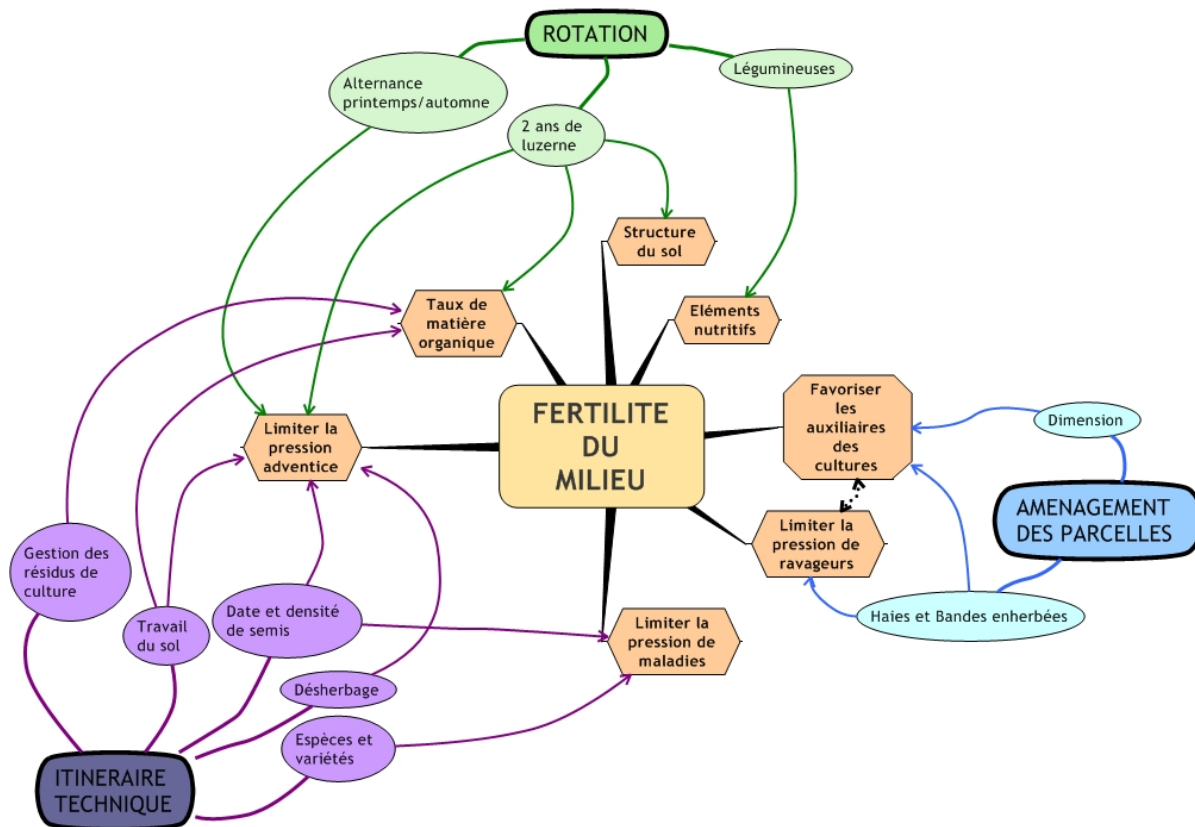 ROTATION
Légumineuses
Alternance
printemps/automne
2 ans de
luzerne
Structure
du sol
Taux de
matière
organique
Eléments
nutritifs
Favoriser
les
auxiliaires
des
cultures
Dimension
FERTILITE
DU
MILIEU
Limiter la
pression
adventice
AMENAGEMENT
DES PARCELLES
Limiter la
pression de
ravageurs
Gestion des
résidus de
culture
Travail
du sol
Date et densité
de semis
Limiter la
pression de
maladies
Haies et Bandes enherbées
Désherbage
Espèces et
variétés
ITINERAIRE
TECHNIQUE